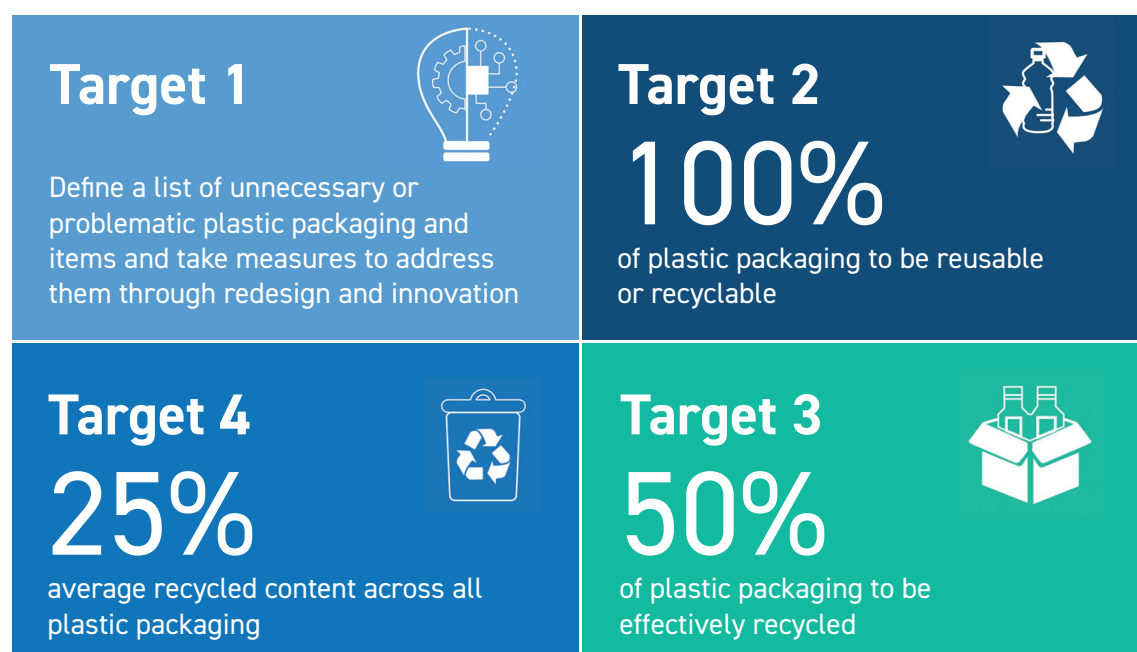 Target 1
Define a list of unnecessary or
problematic plastic packaging and
items and take measures to address
them through redesign and innovation
Target 2
100%
of plastic packaging to be reusable
or recyclable
Target 4
25%
average recycled content across all
plastic packaging
Target 3
50%
of plastic packaging to be
effectively recycled